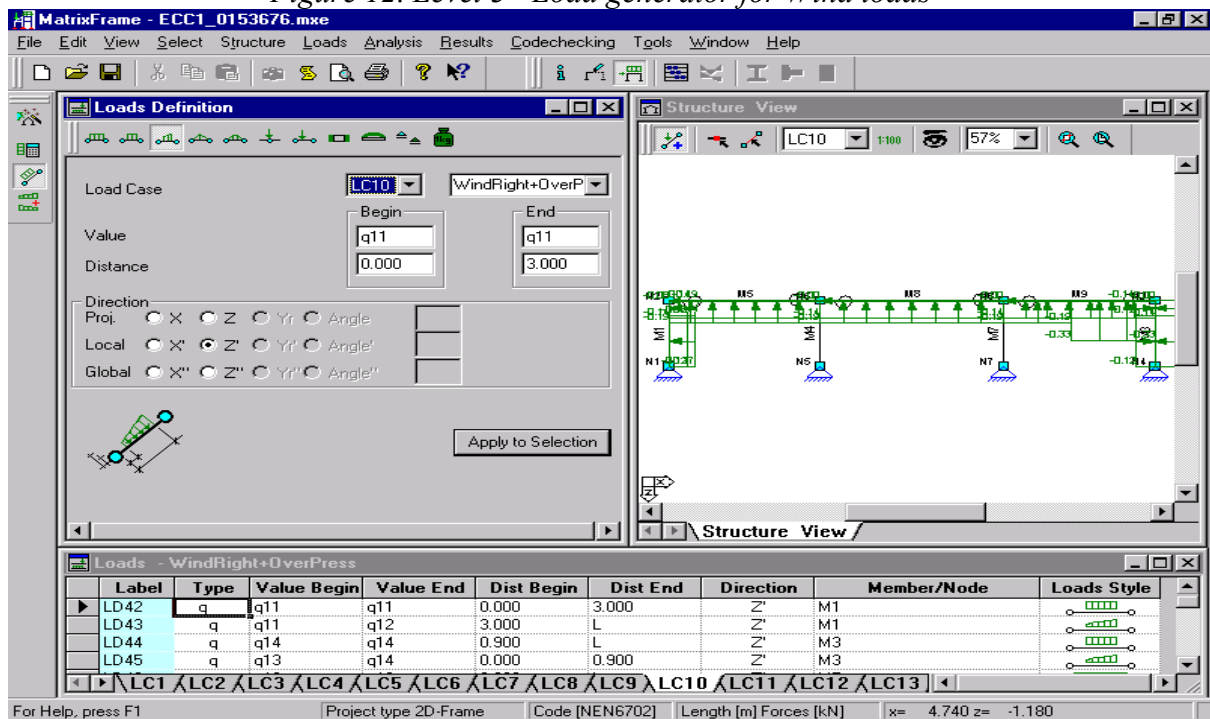 Figure 12: Level 3 - Load generator for wind loads
MatrixFrame - ECC1_0153676.mxe
File Edit View Select Structure Loads Analysis Results Codechecking Tools Window Help
Loads Definition
Load Case LC10 WindRight+OverP
Begin End
Value q11 q11
Distance 0.000 3.000
Direction
Proj. X Z Yr Angle
Local X' Z' Yr' Angle'
Global X" Z" Yr" Angle"
Apply to Selection
Structure View
LC10 1:100 57%
M5 M8 M9
M1 M4 M7
-0.33
N1 N5 N7
x
z
Structure View
Loads - WindRight+OverPress
Label Type Value Begin Value End Dist Begin Dist End Direction Member/Node Loads Style
LD42 q q11 q11 0.000 3.000 Z' M1
LD43 q q11 q12 3.000 L Z' M1
LD44 q q14 q14 0.900 L Z' M3
LD45 q q13 q14 0.000 0.900 Z' M3
LC1 LC2 LC3 LC4 LC5 LC6 LC7 LC8 LC9 LC10 LC11 LC12 LC13
For Help, press F1 Project type 2D-Frame Code [NEN6702] Length [m] Forces [kN] x= 4.740 z= -1.180